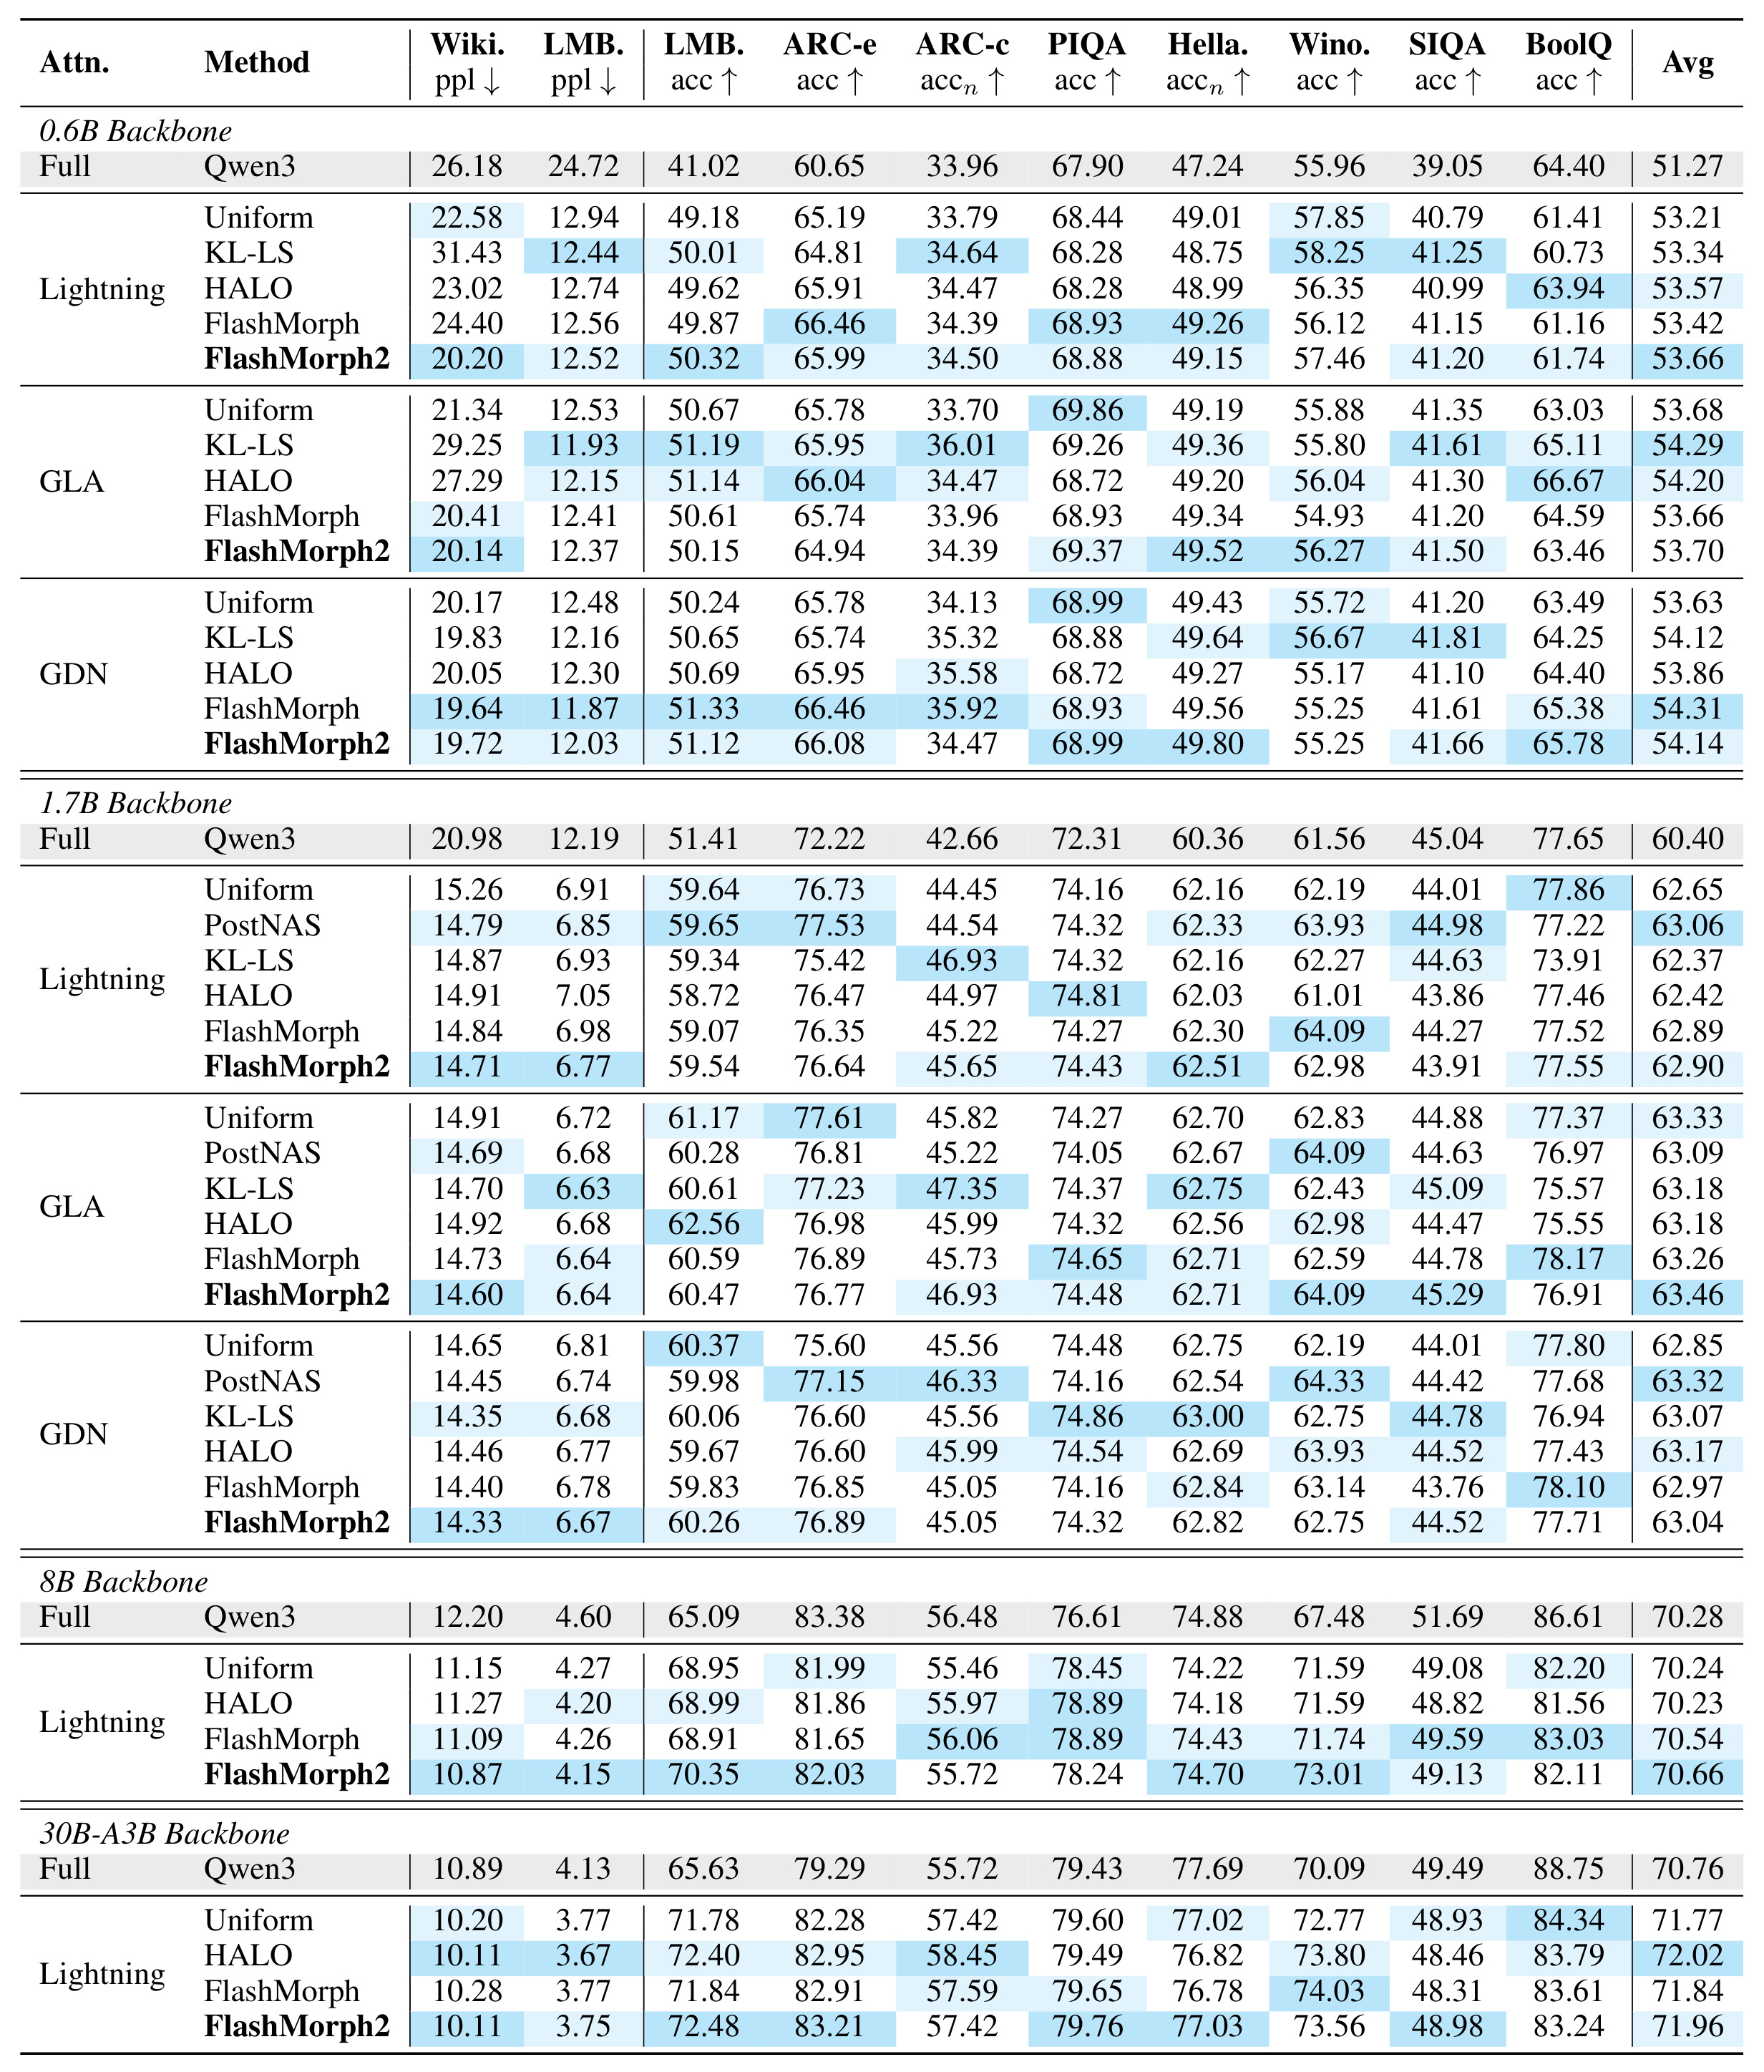 Attn. Method Wiki. LMB. LMB. ARC-e ARC-c PIQA Hella. Wino. SIQA BoolQ Avg
ppl ↓ ppl ↓ acc ↑ acc ↑ accₙ ↑ acc ↑ accₙ ↑ acc ↑ acc ↑ acc ↑
0.6B Backbone
Full Qwen3 26.18 24.72 41.02 60.65 33.96 67.90 47.24 55.96 39.05 64.40 51.27
Uniform 22.58 12.94 49.18 65.19 33.79 68.44 49.01 57.85 40.79 61.41 53.21
KL-LS 31.43 12.44 50.01 64.81 34.64 68.28 48.75 58.25 41.25 60.73 53.34
Lightning HALO 23.02 12.74 49.62 65.91 34.47 68.28 48.99 56.35 40.99 63.94 53.57
FlashMorph 24.40 12.56 49.87 66.46 34.39 68.93 49.26 56.12 41.15 61.16 53.42
FlashMorph2 20.20 12.52 50.32 65.99 34.50 68.88 49.15 57.46 41.20 61.74 53.66
Uniform 21.34 12.53 50.67 65.78 33.70 69.86 49.19 55.88 41.35 63.03 53.68
KL-LS 29.25 11.93 51.19 65.95 36.01 69.26 49.36 55.80 41.61 65.11 54.29
GLA HALO 27.29 12.15 51.14 66.04 34.47 68.72 49.20 56.04 41.30 66.67 54.20
FlashMorph 20.41 12.41 50.61 65.74 33.96 68.93 49.34 54.93 41.20 64.59 53.66
FlashMorph2 20.14 12.37 50.15 64.94 34.39 69.37 49.52 56.27 41.50 63.46 53.70
Uniform 20.17 12.48 50.24 65.78 34.13 68.99 49.43 55.72 41.20 63.49 53.63
KL-LS 19.83 12.16 50.65 65.74 35.32 68.88 49.64 56.67 41.81 64.25 54.12
GDN HALO 20.05 12.30 50.69 65.95 35.58 68.72 49.27 55.17 41.10 64.40 53.86
FlashMorph 19.64 11.87 51.33 66.46 35.92 68.93 49.56 55.25 41.61 65.38 54.31
FlashMorph2 19.72 12.03 51.12 66.08 34.47 68.99 49.80 55.25 41.66 65.78 54.14
1.7B Backbone
Full Qwen3 20.98 12.19 51.41 72.22 42.66 72.31 60.36 61.56 45.04 77.65 60.40
Uniform 15.26 6.91 59.64 76.73 44.45 74.16 62.16 62.19 44.01 77.86 62.65
PostNAS 14.79 6.85 59.65 77.53 44.54 74.32 62.33 63.93 44.98 77.22 63.06
KL-LS 14.87 6.93 59.34 75.42 46.93 74.32 62.16 62.27 44.63 73.91 62.37
Lightning
HALO 14.91 7.05 58.72 76.47 44.97 74.81 62.03 61.01 43.86 77.46 62.42
FlashMorph 14.84 6.98 59.07 76.35 45.22 74.27 62.30 64.09 44.27 77.52 62.89
FlashMorph2 14.71 6.77 59.54 76.64 45.65 74.43 62.51 62.98 43.91 77.55 62.90
Uniform 14.91 6.72 61.17 77.61 45.82 74.27 62.70 62.83 44.88 77.37 63.33
PostNAS 14.69 6.68 60.28 76.81 45.22 74.05 62.67 64.09 44.63 76.97 63.09
KL-LS 14.70 6.63 60.61 77.23 47.35 74.37 62.75 62.43 45.09 75.57 63.18
GLA
HALO 14.92 6.68 62.56 76.98 45.99 74.32 62.56 62.98 44.47 75.55 63.18
FlashMorph 14.73 6.64 60.59 76.89 45.73 74.65 62.71 62.59 44.78 78.17 63.26
FlashMorph2 14.60 6.64 60.47 76.77 46.93 74.48 62.71 64.09 45.29 76.91 63.46
Uniform 14.65 6.81 60.37 75.60 45.56 74.48 62.75 62.19 44.01 77.80 62.85
PostNAS 14.45 6.74 59.98 77.15 46.33 74.16 62.54 64.33 44.42 77.68 63.32
KL-LS 14.35 6.68 60.06 76.60 45.56 74.86 63.00 62.75 44.78 76.94 63.07
GDN
HALO 14.46 6.77 59.67 76.60 45.99 74.54 62.69 63.93 44.52 77.43 63.17
FlashMorph 14.40 6.78 59.83 76.85 45.05 74.16 62.84 63.14 43.76 78.10 62.97
FlashMorph2 14.33 6.67 60.26 76.89 45.05 74.32 62.82 62.75 44.52 77.71 63.04
8B Backbone
Full Qwen3 12.20 4.60 65.09 83.38 56.48 76.61 74.88 67.48 51.69 86.61 70.28
Uniform 11.15 4.27 68.95 81.99 55.46 78.45 74.22 71.59 49.08 82.20 70.24
HALO 11.27 4.20 68.99 81.86 55.97 78.89 74.18 71.59 48.82 81.56 70.23
Lightning
FlashMorph 11.09 4.26 68.91 81.65 56.06 78.89 74.43 71.74 49.59 83.03 70.54
FlashMorph2 10.87 4.15 70.35 82.03 55.72 78.24 74.70 73.01 49.13 82.11 70.66
30B-A3B Backbone
Full Qwen3 10.89 4.13 65.63 79.29 55.72 79.43 77.69 70.09 49.49 88.75 70.76
Uniform 10.20 3.77 71.78 82.28 57.42 79.60 77.02 72.77 48.93 84.34 71.77
HALO 10.11 3.67 72.40 82.95 58.45 79.49 76.82 73.80 48.46 83.79 72.02
Lightning
FlashMorph 10.28 3.77 71.84 82.91 57.59 79.65 76.78 74.03 48.31 83.61 71.84
FlashMorph2 10.11 3.75 72.48 83.21 57.42 79.76 77.03 73.56 48.98 83.24 71.96